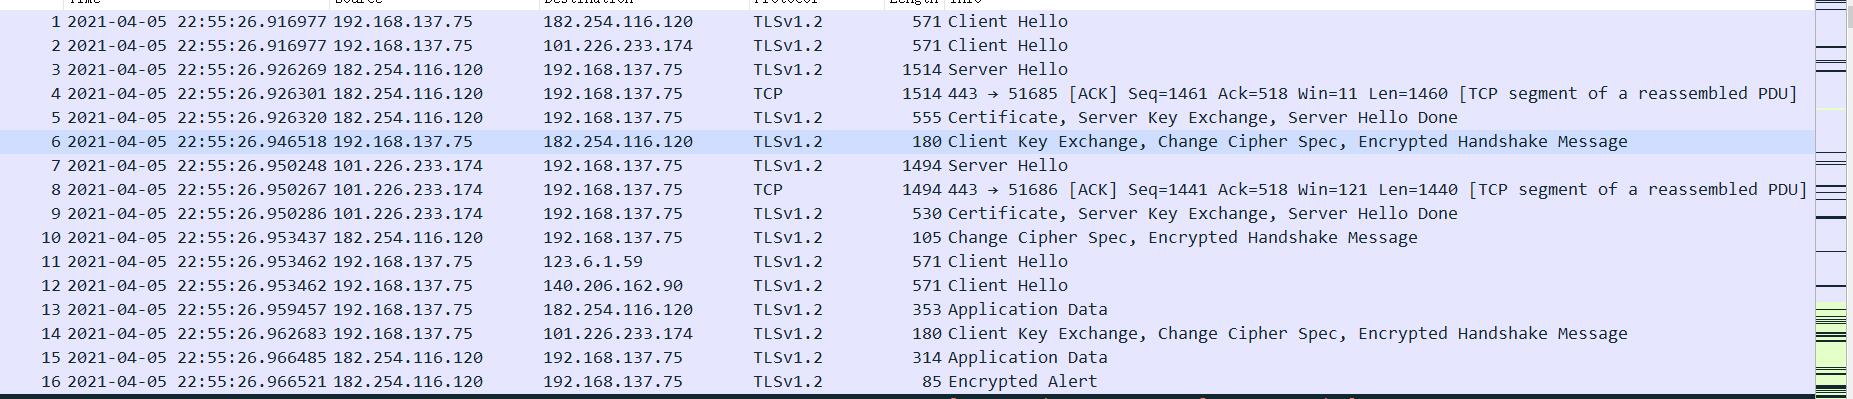 Time Source Destination Protocol Length Info
1 2021-04-05 22:55:26.916977 192.168.137.75 182.254.116.120 TLSv1.2 571 Client Hello
2 2021-04-05 22:55:26.916977 192.168.137.75 101.226.233.174 TLSv1.2 571 Client Hello
3 2021-04-05 22:55:26.926269 182.254.116.120 192.168.137.75 TLSv1.2 1514 Server Hello
4 2021-04-05 22:55:26.926301 182.254.116.120 192.168.137.75 TCP 1514 443 → 51685 [ACK] Seq=1461 Ack=518 Win=11 Len=1460 [TCP segment of a reassembled PDU]
5 2021-04-05 22:55:26.926320 182.254.116.120 192.168.137.75 TLSv1.2 555 Certificate, Server Key Exchange, Server Hello Done
6 2021-04-05 22:55:26.946518 192.168.137.75 182.254.116.120 TLSv1.2 180 Client Key Exchange, Change Cipher Spec, Encrypted Handshake Message
7 2021-04-05 22:55:26.950248 101.226.233.174 192.168.137.75 TLSv1.2 1494 Server Hello
8 2021-04-05 22:55:26.950267 101.226.233.174 192.168.137.75 TCP 1494 443 → 51686 [ACK] Seq=1441 Ack=518 Win=121 Len=1440 [TCP segment of a reassembled PDU]
9 2021-04-05 22:55:26.950286 101.226.233.174 192.168.137.75 TLSv1.2 530 Certificate, Server Key Exchange, Server Hello Done
10 2021-04-05 22:55:26.953437 182.254.116.120 192.168.137.75 TLSv1.2 105 Change Cipher Spec, Encrypted Handshake Message
11 2021-04-05 22:55:26.953462 192.168.137.75 123.6.1.59 TLSv1.2 571 Client Hello
12 2021-04-05 22:55:26.953462 192.168.137.75 140.206.162.90 TLSv1.2 571 Client Hello
13 2021-04-05 22:55:26.959457 192.168.137.75 182.254.116.120 TLSv1.2 353 Application Data
14 2021-04-05 22:55:26.962683 192.168.137.75 101.226.233.174 TLSv1.2 180 Client Key Exchange, Change Cipher Spec, Encrypted Handshake Message
15 2021-04-05 22:55:26.966485 182.254.116.120 192.168.137.75 TLSv1.2 314 Application Data
16 2021-04-05 22:55:26.966521 182.254.116.120 192.168.137.75 TLSv1.2 85 Encrypted Alert